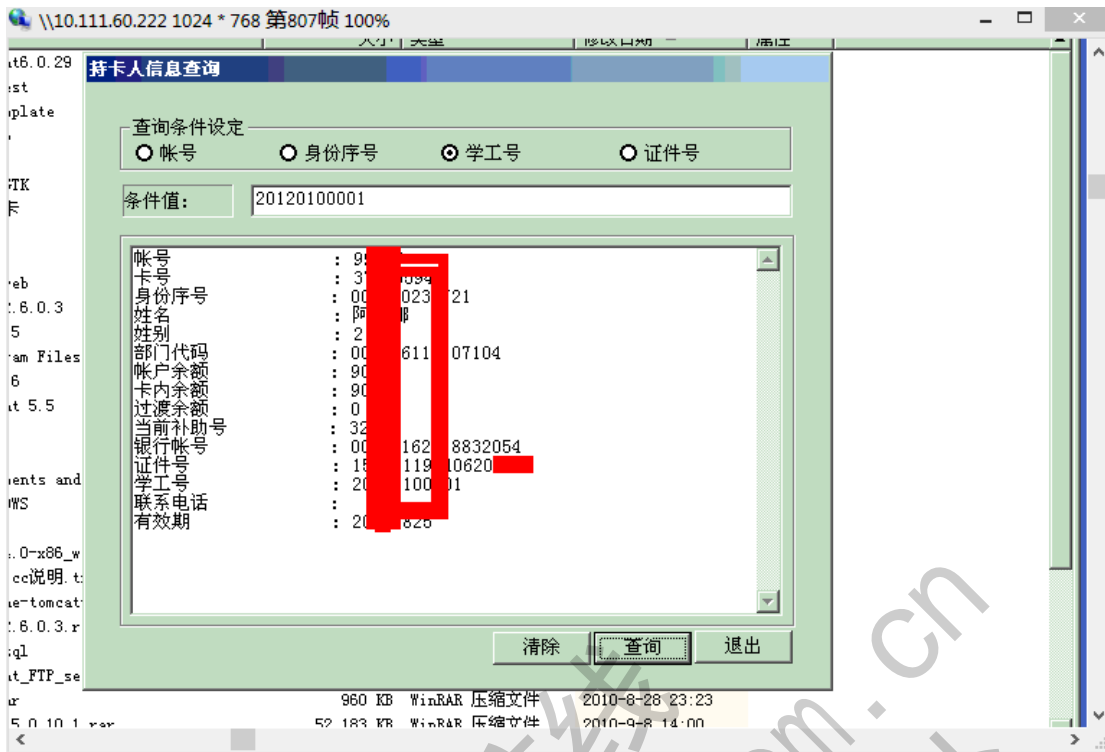 \\10.111.60.222 1024 * 768 第807帧 100%
大小 类型 修改日期 属性
t6.0.29
持卡人信息查询
st
plate
查询条件设定
帐号 身份序号 学工号 证件号
TK
卡
条件值: 20120100001
eb
.6.0.3
5
am Files
6
t 5.5
ents and
WS
帐号 : 9
卡号 : 3
身份序号 : 00 023 721
姓名 : 阿
姓别 : 2
部门代码 : 00 611 07104
帐户余额 : 90
卡内余额 : 90
过渡余额 : 0
当前补助号 : 32
银行帐号 : 00 162 8832054
证件号 : 15 119 0620
学工号 : 20 100 01
联系电话 :
有效期 : 20 825
.0-x86_w
cc说明.t
e-tomcat
.6.0.3.r
ql
t_FTP_se
清除 查询 退出
r 960 KB WinRAR 压缩文件 2010-8-28 23:23
5.0.10.1.rar 52,183 KB WinRAR 压缩文件 2010-9-8 14:00
线
om.cn